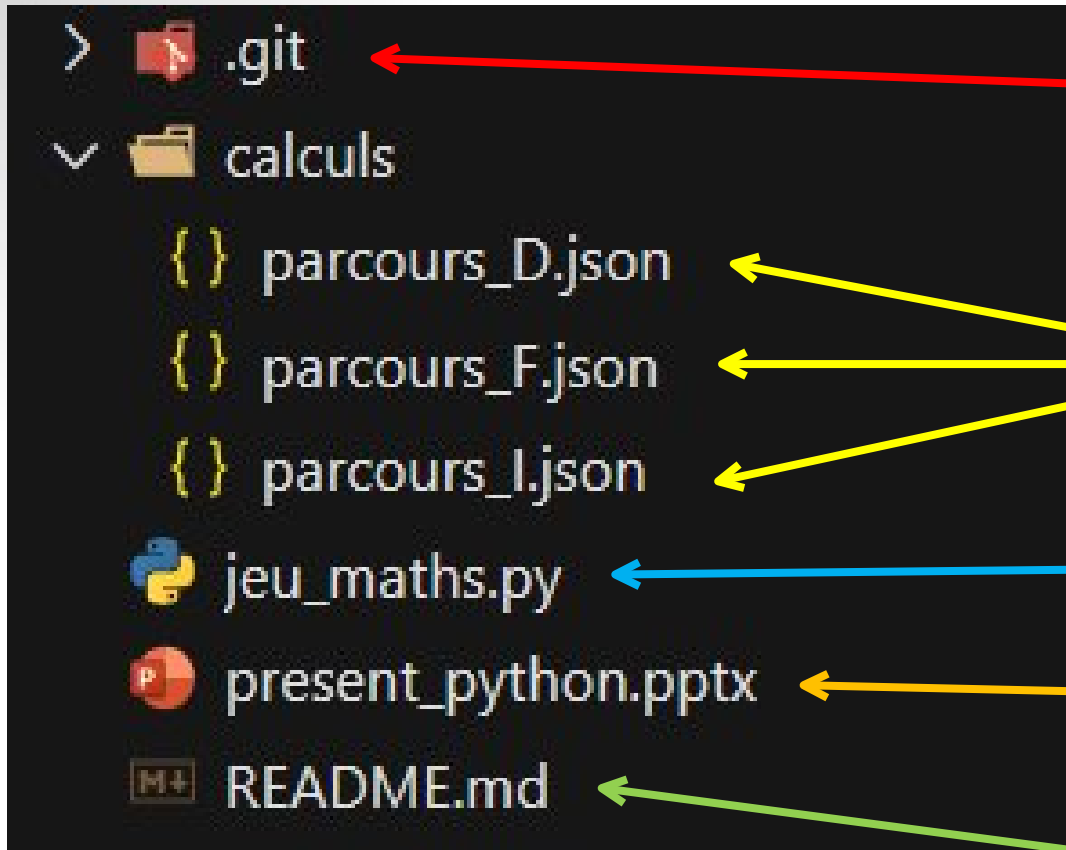 .git
calculs
{ } parcours_D.json
{ } parcours_F.json
{ } parcours_I.json
jeu_maths.py
P present_python.pptx
M↓ README.md